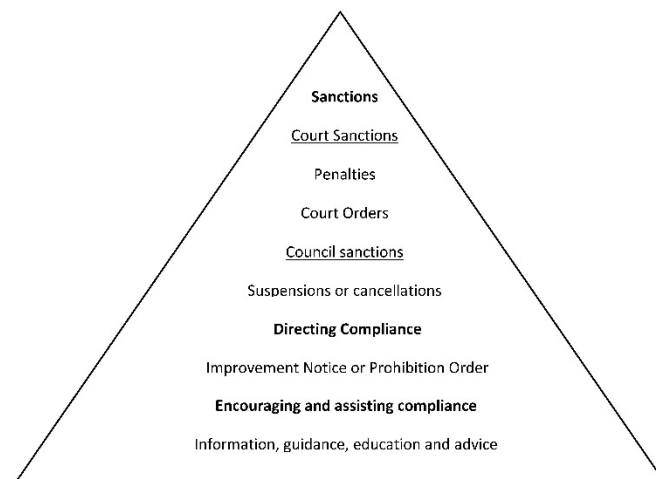 Sanctions
Court Sanctions
Penalties
Court Orders
Council sanctions
Suspensions or cancellations
Directing Compliance
Improvement Notice or Prohibition Order
Encouraging and assisting compliance
Information, guidance, education and advice